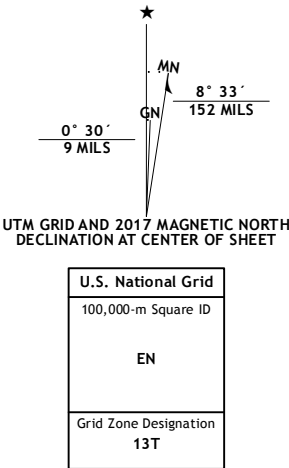 ★
MN
8° 33´
152 MILS
GN
0° 30´
9 MILS
UTM GRID AND 2017 MAGNETIC NORTH
DECLINATION AT CENTER OF SHEET
U.S. National Grid
100,000-m Square ID
EN
Grid Zone Designation
13T